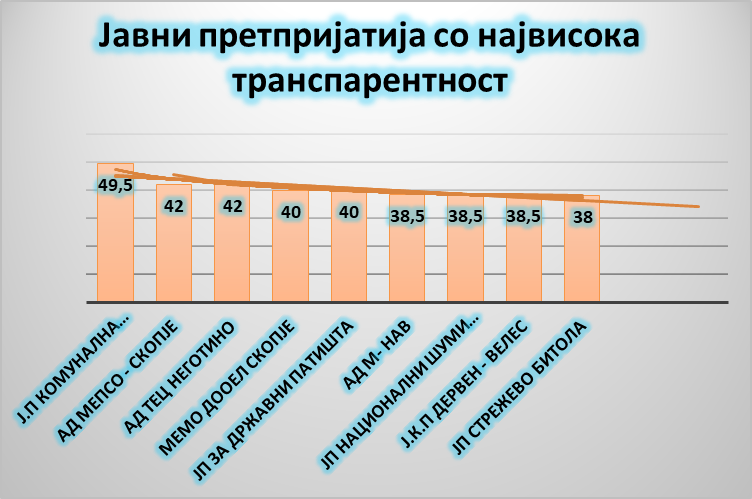 Јавни претпријатија со највисока
транспарентност
49,5
42
42
40
40
38,5
38,5
38,5
38
Ј.П КОМУНАЛНА...
АД МЕПСО - СКОПЈЕ
АД ТЕЦ НЕГОТИНО
МЕМО ДООЕЛ СКОПЈЕ
ЈП ЗА ДРЖАВНИ ПАТИШТА
АД М- НАВ
ЈП НАЦИОНАЛНИ ШУМИ...
Ј.К.П ДЕРВЕН - ВЕЛЕС
ЈП СТРЕЖЕВО БИТОЛА